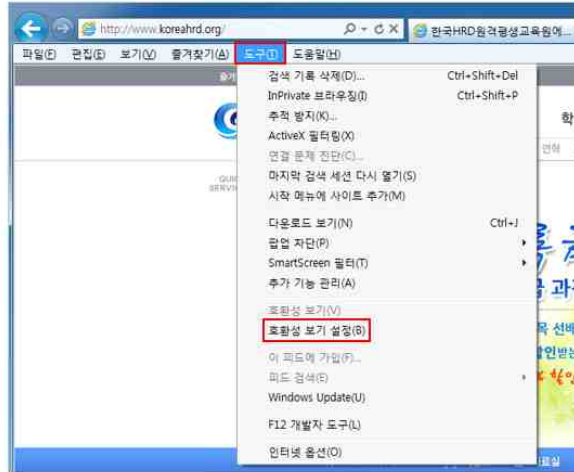 http://www.koreahrd.org/
한국HRD원격평생교육원에...
파일(F) 편집(E) 보기(V) 즐겨찾기(A) 도구(T) 도움말(H)
검색 기록 삭제(D)... Ctrl+Shift+Del
InPrivate 브라우징(I) Ctrl+Shift+P
추적 방지(K)...
ActiveX 필터링(X)
연결 문제 진단(C)...
마지막 검색 세션 다시 열기(S)
시작 메뉴에 사이트 추가(M)
다운로드 보기(N) Ctrl+J
팝업 차단(P)
SmartScreen 필터(T)
추가 기능 관리(A)
호환성 보기(V)
호환성 보기 설정(B)
이 피드에 가입(F)...
피드 검색(E)
Windows Update(U)
F12 개발자 도구(L)
인터넷 옵션(O)
QUICK
SERVICE
학
연혁